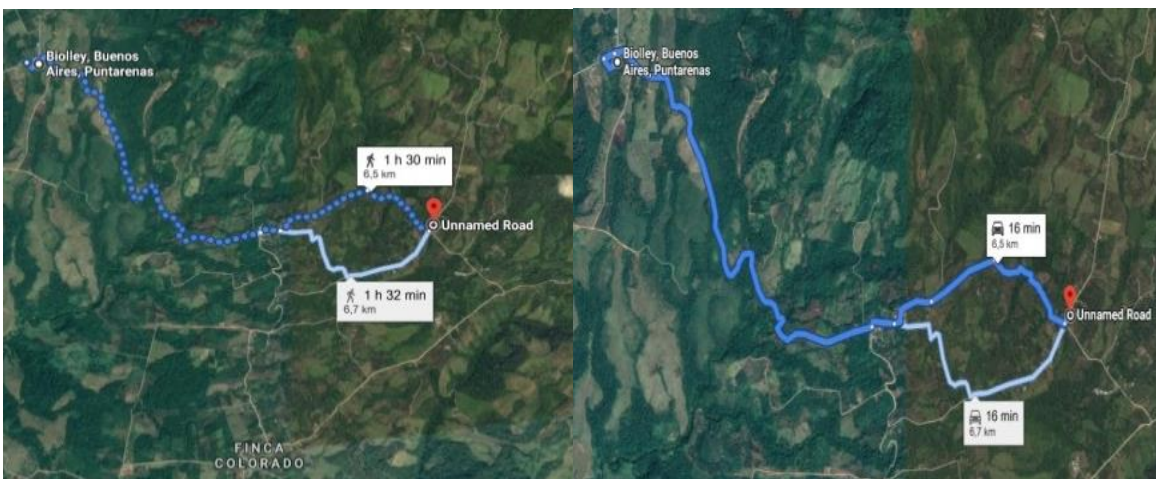 Biolley, Buenos
Aires, Puntarenas
1 h 30 min
6,5 km
Unnamed Road
1 h 32 min
6,7 km
FINCA
COLORADO
Biolley, Buenos
Aires, Puntarenas
16 min
6,5 km
Unnamed Road
16 min
6,7 km